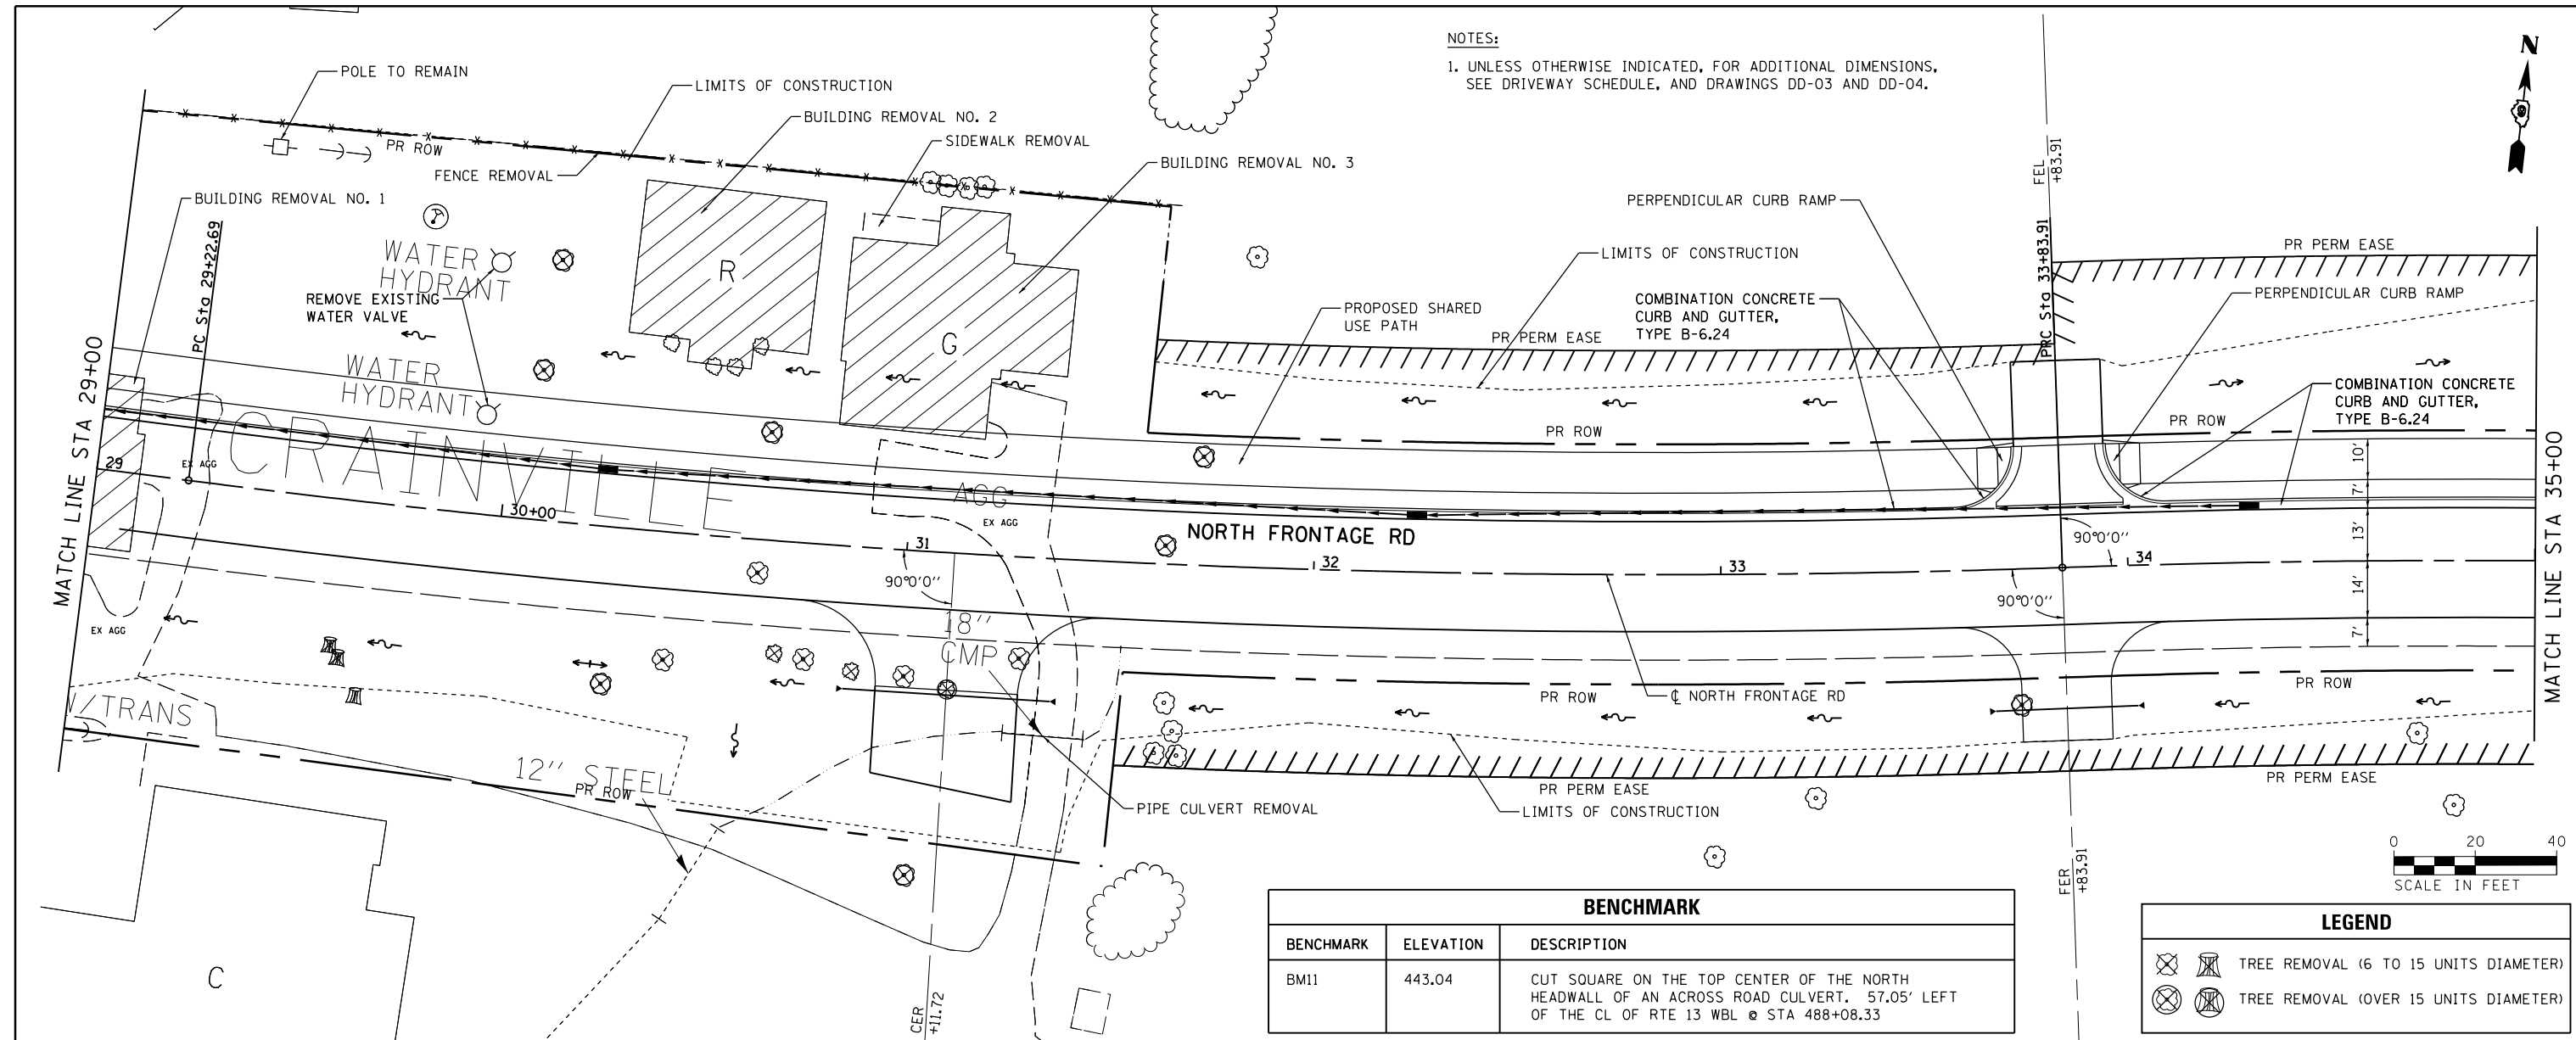 NOTES:
1. UNLESS OTHERWISE INDICATED, FOR ADDITIONAL DIMENSIONS,
SEE DRIVEWAY SCHEDULE, AND DRAWINGS DD-03 AND DD-04.
N
POLE TO REMAIN
LIMITS OF CONSTRUCTION
BUILDING REMOVAL NO. 2
SIDEWALK REMOVAL
BUILDING REMOVAL NO. 3
PR ROW
FENCE REMOVAL
BUILDING REMOVAL NO. 1
PC Sta 29+22.69
WATER
HYDRANT
REMOVE EXISTING
WATER VALVE
WATER
HYDRANT
R
G
MATCH LINE STA 29+00
CRAINVILLE
29
EX AGG
30+00
31
AGG
EX AGG
NORTH FRONTAGE RD
32
33
34
90°0'0"
90°0'0"
90°0'0"
FEL
+83.91
PRC Sta 33+83.91
PERPENDICULAR CURB RAMP
LIMITS OF CONSTRUCTION
PROPOSED SHARED
USE PATH
COMBINATION CONCRETE
CURB AND GUTTER,
TYPE B-6.24
PR PERM EASE
PR ROW
PR PERM EASE
PERPENDICULAR CURB RAMP
COMBINATION CONCRETE
CURB AND GUTTER,
TYPE B-6.24
PR ROW
10'
7'
13'
14'
7'
MATCH LINE STA 35+00
EX AGG
W/TRANS
12" STEEL
PR ROW
18"
CMP
PIPE CULVERT REMOVAL
PR ROW
℄ NORTH FRONTAGE RD
PR ROW
PR PERM EASE
LIMITS OF CONSTRUCTION
PR PERM EASE
C
CER
+11.72
FER
+83.91
0 20 40
SCALE IN FEET
BENCHMARK
BENCHMARK ELEVATION DESCRIPTION
BM11 443.04 CUT SQUARE ON THE TOP CENTER OF THE NORTH
HEADWALL OF AN ACROSS ROAD CULVERT. 57.05' LEFT
OF THE CL OF RTE 13 WBL @ STA 488+08.33
LEGEND
TREE REMOVAL (6 TO 15 UNITS DIAMETER)
TREE REMOVAL (OVER 15 UNITS DIAMETER)